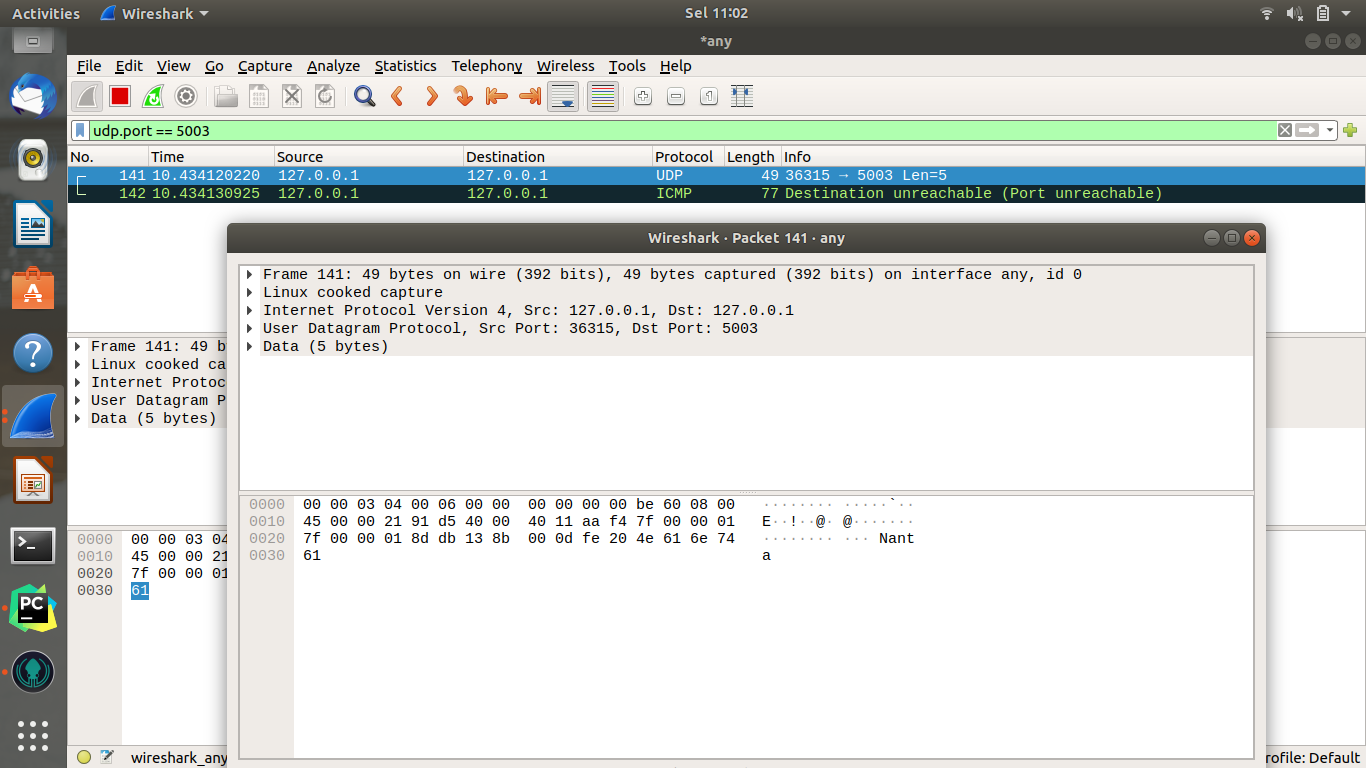 Activities Wireshark Sel 11:02
*any
File Edit View Go Capture Analyze Statistics Telephony Wireless Tools Help
udp.port == 5003
No. Time Source Destination Protocol Length Info
141 10.434120220 127.0.0.1 127.0.0.1 UDP 49 36315 → 5003 Len=5
142 10.434130925 127.0.0.1 127.0.0.1 ICMP 77 Destination unreachable (Port unreachable)
Wireshark · Packet 141 · any
Frame 141: 49 bytes on wire (392 bits), 49 bytes captured (392 bits) on interface any, id 0
Linux cooked capture
Internet Protocol Version 4, Src: 127.0.0.1, Dst: 127.0.0.1
User Datagram Protocol, Src Port: 36315, Dst Port: 5003
Data (5 bytes)
Frame 141: 49 b
Linux cooked ca
Internet Protoc
User Datagram P
Data (5 bytes)
0000 00 00 03 04 00 06 00 00 00 00 00 00 be 60 08 00 ········ ·····`··
0010 45 00 00 21 91 d5 40 00 40 11 aa f4 7f 00 00 01 E··!··@· @·······
0020 7f 00 00 01 8d db 13 8b 00 0d fe 20 4e 61 6e 74 ········ ··· Nant
0030 61 a
0000 00 00 03 04
0010 45 00 00 21
0020 7f 00 00 01
0030 61
PC
wireshark_any
rofile: Default